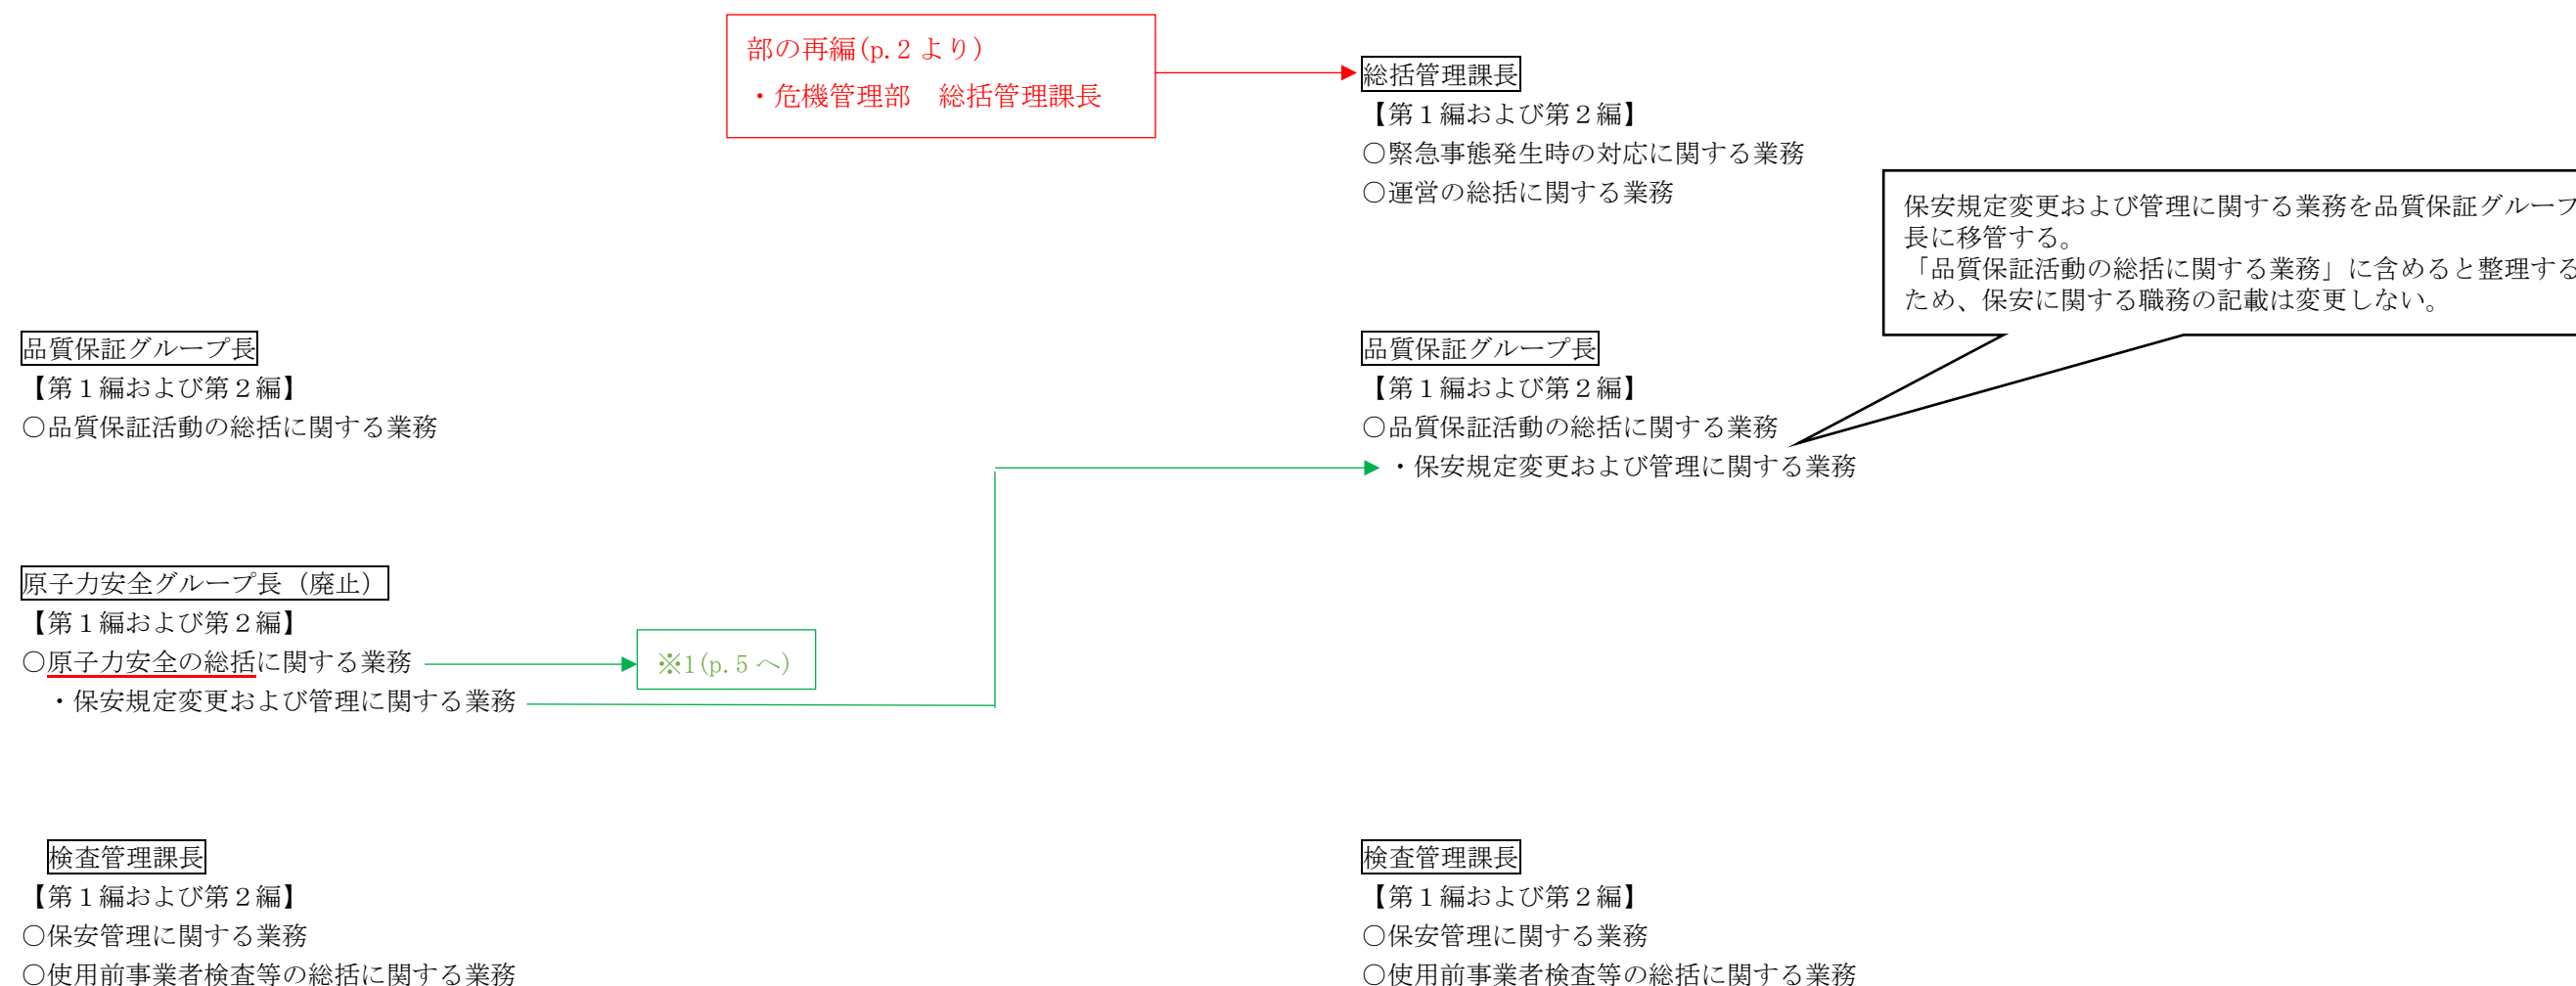 部の再編(p.2 より)
・危機管理部　総括管理課長
総括管理課長
【第１編および第２編】
○緊急事態発生時の対応に関する業務
○運営の総括に関する業務
保安規定変更および管理に関する業務を品質保証グループ
長に移管する。
「品質保証活動の総括に関する業務」に含めると整理する
ため、保安に関する職務の記載は変更しない。
品質保証グループ長
【第１編および第２編】
○品質保証活動の総括に関する業務
品質保証グループ長
【第１編および第２編】
○品質保証活動の総括に関する業務
・保安規定変更および管理に関する業務
原子力安全グループ長（廃止）
【第１編および第２編】
○原子力安全の総括に関する業務
・保安規定変更および管理に関する業務
※1(p.5 へ)
検査管理課長
【第１編および第２編】
○保安管理に関する業務
○使用前事業者検査等の総括に関する業務
検査管理課長
【第１編および第２編】
○保安管理に関する業務
○使用前事業者検査等の総括に関する業務